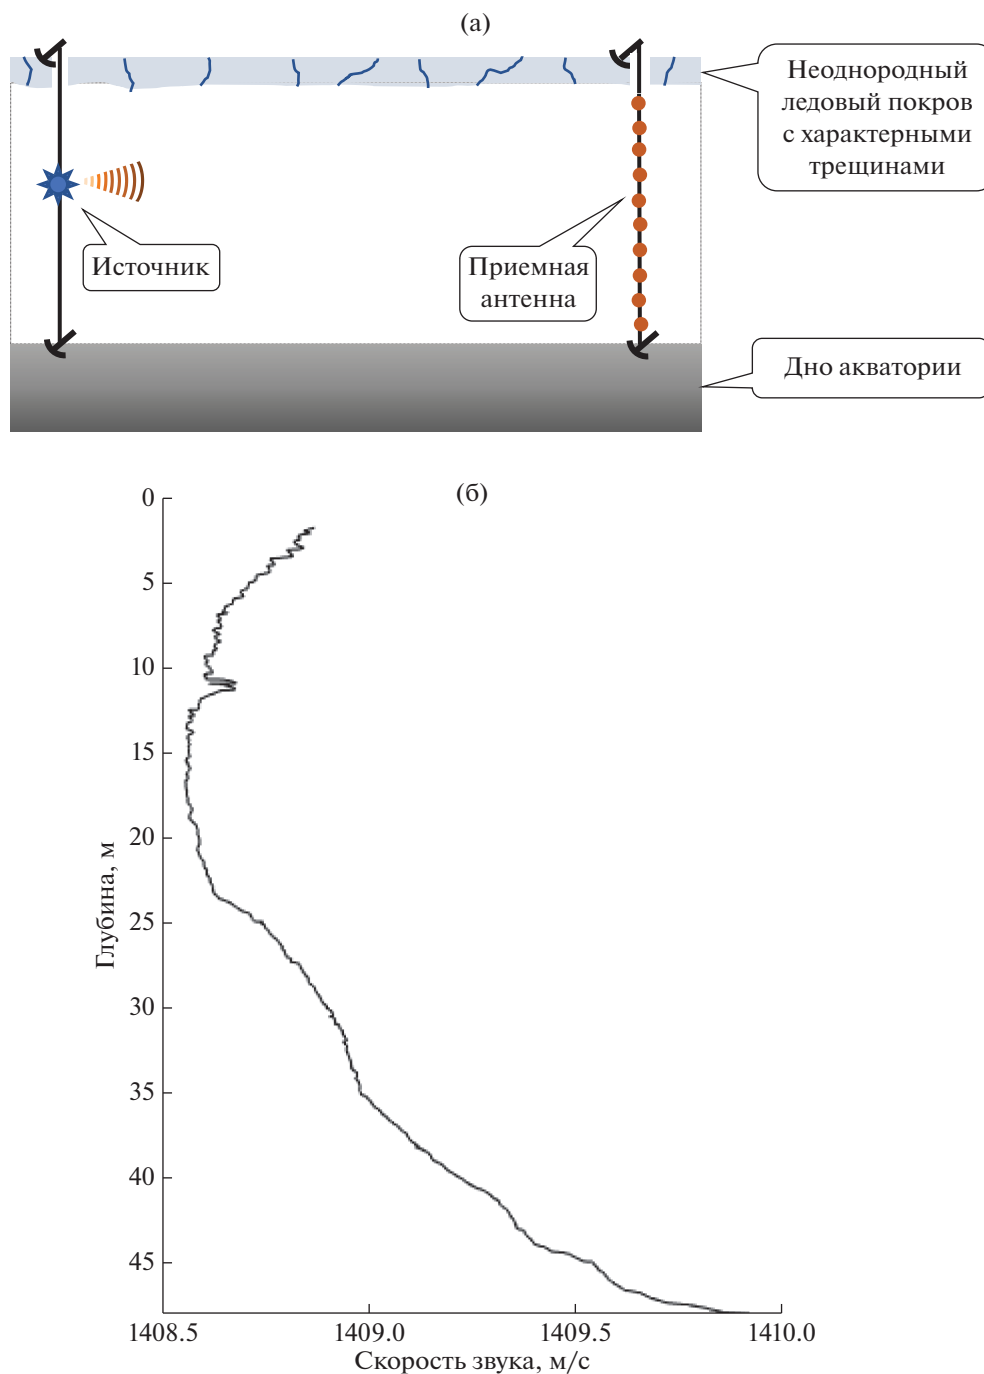 (а)
Неоднородный
ледовый покров
с характерными
трещинами
Источник
Приемная
антенна
Дно акватории
(б)
0
5
10
15
20
25
30
35
40
45
Глубина, м
1408.5
1409.0
1409.5
1410.0
Скорость звука, м/с